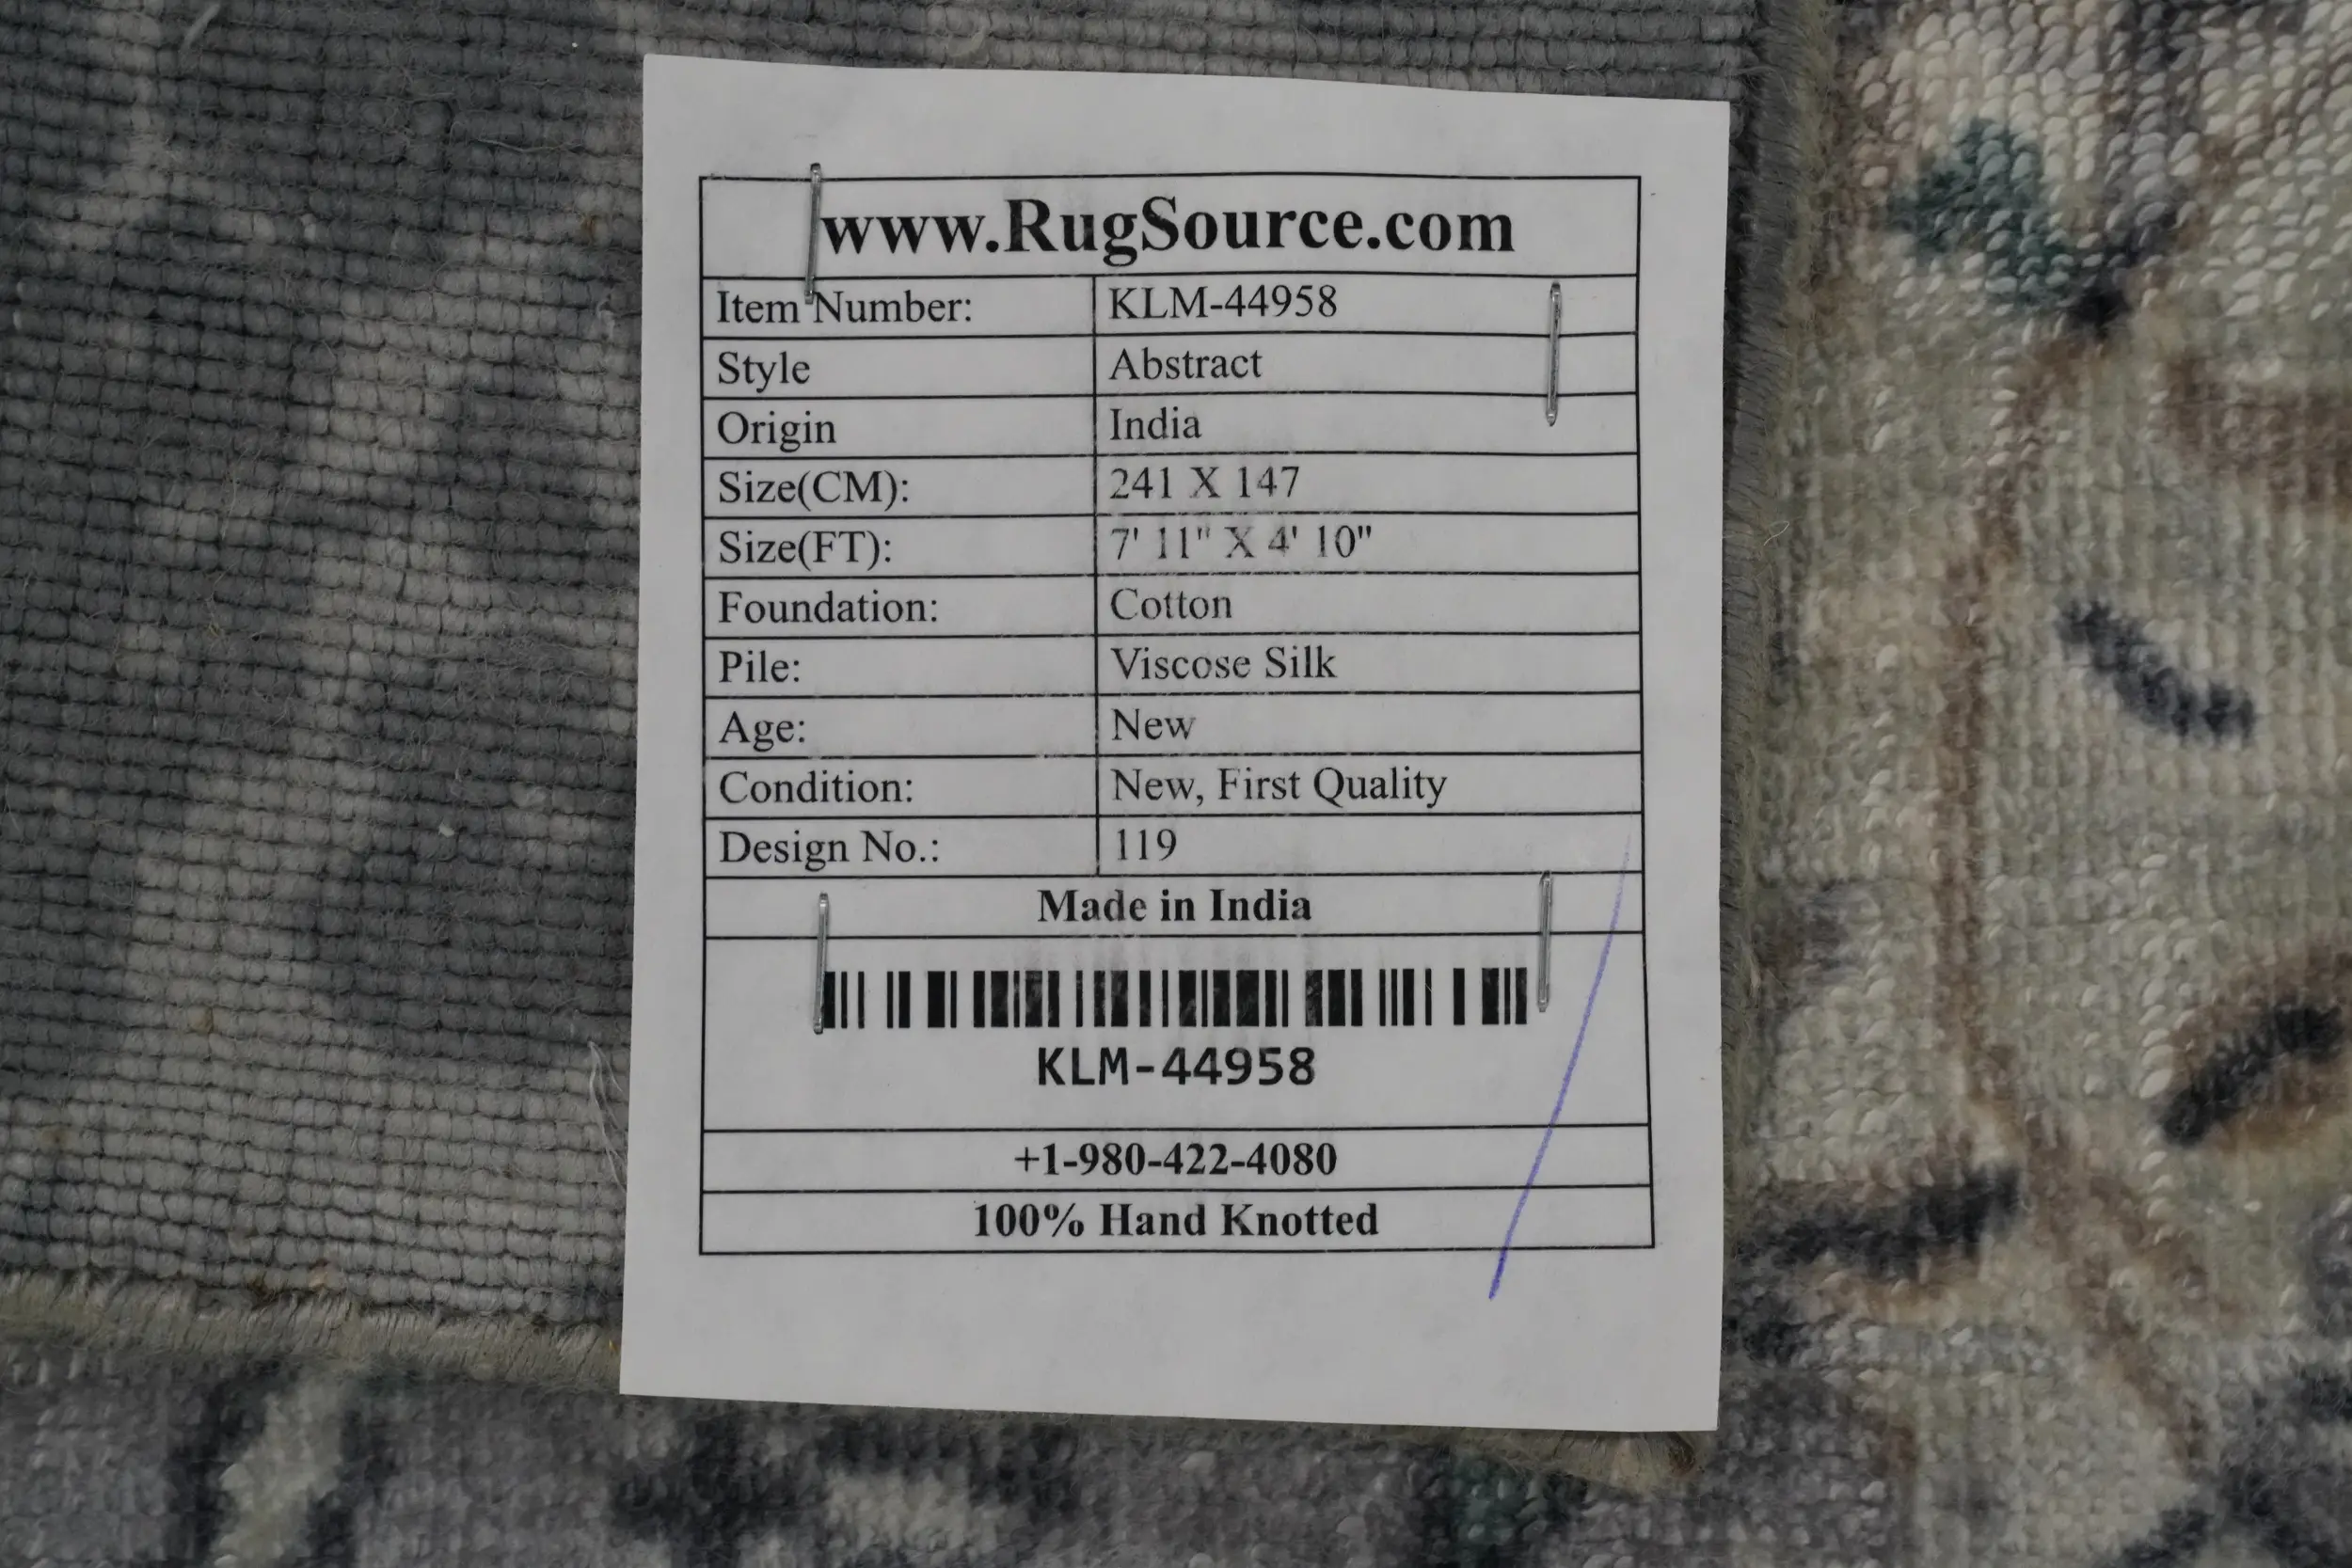 www.RugSource.com
Item Number: KLM-44958
Style Abstract
Origin India
Size(CM): 241 X 147
Size(FT): 7' 11" X 4' 10"
Foundation: Cotton
Pile: Viscose Silk
Age: New
Condition: New, First Quality
Design No.: 119
Made in India
KLM-44958
+1-980-422-4080
100% Hand Knotted